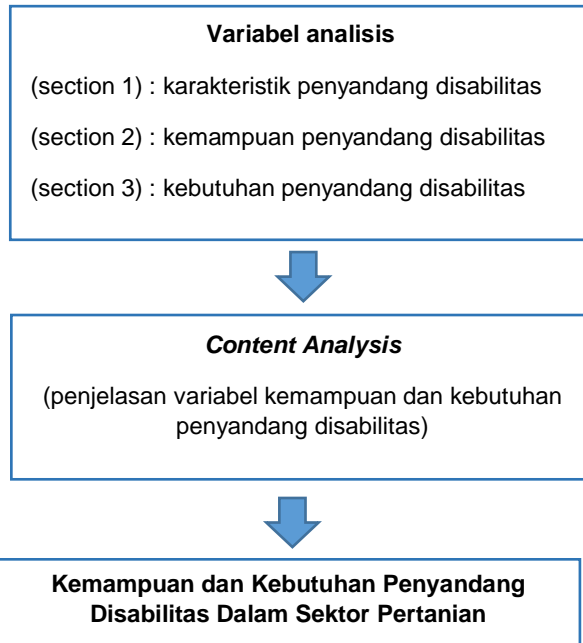 Variabel analisis
(section 1) : karakteristik penyandang disabilitas
(section 2) : kemampuan penyandang disabilitas
(section 3) : kebutuhan penyandang disabilitas
Content Analysis
(penjelasan variabel kemampuan dan kebutuhan
penyandang disabilitas)
Kemampuan dan Kebutuhan Penyandang
Disabilitas Dalam Sektor Pertanian